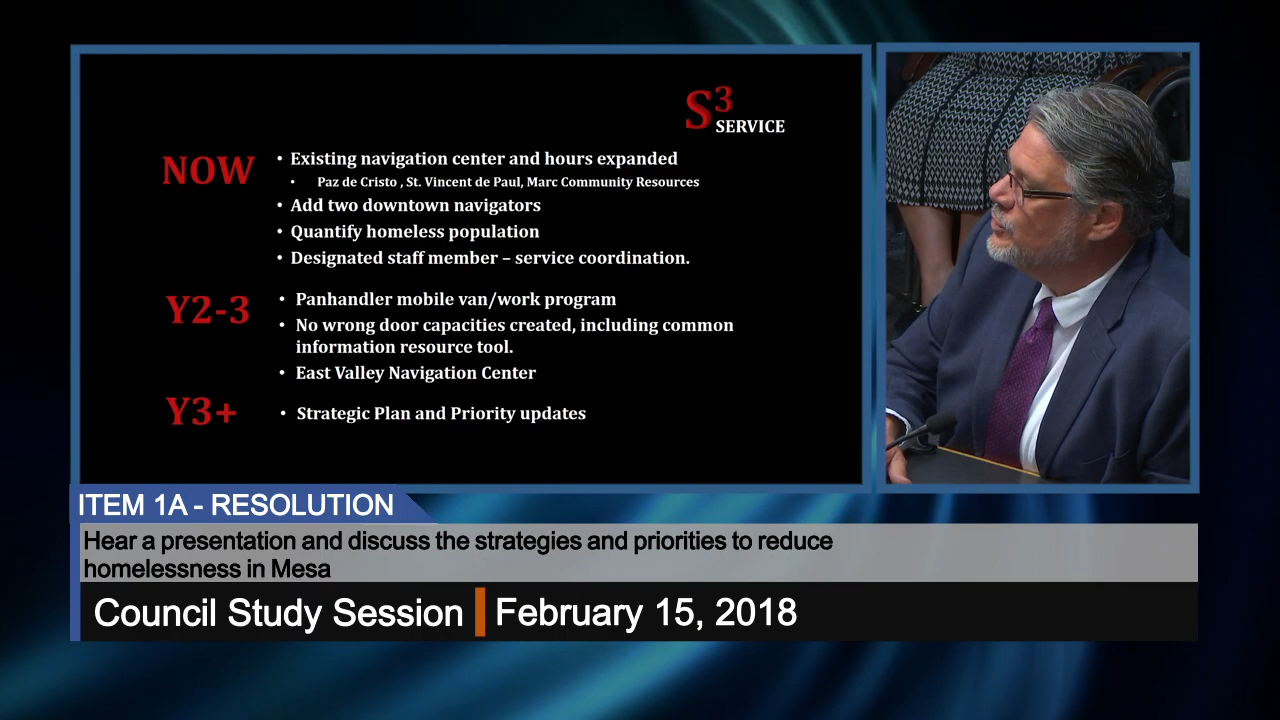 S3
SERVICE
NOW
• Existing navigation center and hours expanded
• Paz de Cristo , St. Vincent de Paul, Marc Community Resources
• Add two downtown navigators
• Quantify homeless population
• Designated staff member – service coordination.
Y2-3
• Panhandler mobile van/work program
• No wrong door capacities created, including common
information resource tool.
• East Valley Navigation Center
Y3+
• Strategic Plan and Priority updates
ITEM 1A - RESOLUTION
Hear a presentation and discuss the strategies and priorities to reduce
homelessness in Mesa
Council Study Session | February 15, 2018